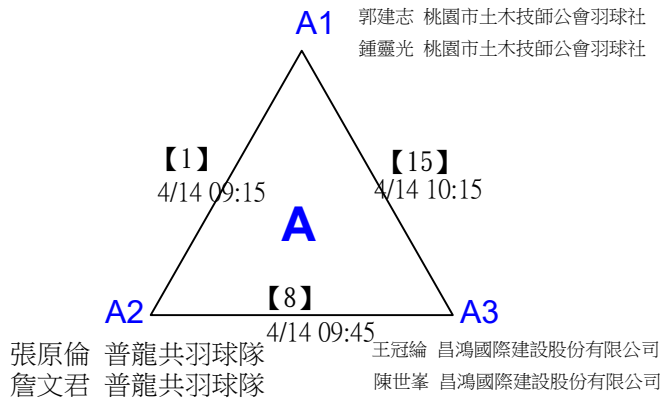 A1
郭建志 桃園市土木技師公會羽球社
鍾靈光 桃園市土木技師公會羽球社
【1】
4/14 09:15
【15】
4/14 10:15
A
【8】
4/14 09:45
A2
A3
張原倫 普龍共羽球隊
詹文君 普龍共羽球隊
王冠綸 昌鴻國際建設股份有限公司
陳世峯 昌鴻國際建設股份有限公司